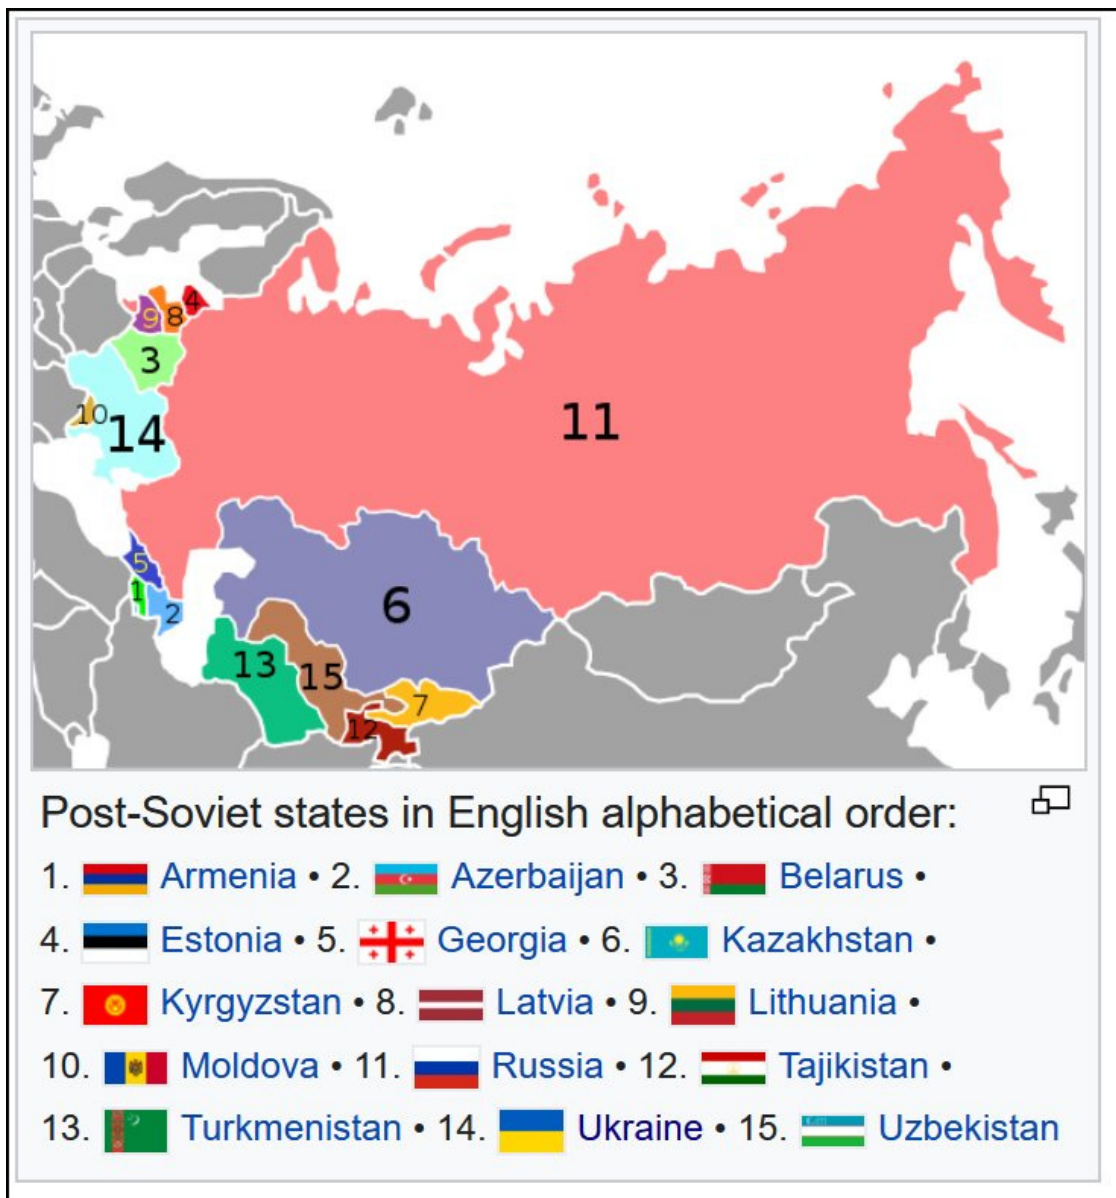 4
9
8
3
10
14
11
5
1
2
6
13
15
7
12
Post-Soviet states in English alphabetical order:
1. Armenia • 2. Azerbaijan • 3. Belarus •
4. Estonia • 5. Georgia • 6. Kazakhstan •
7. Kyrgyzstan • 8. Latvia • 9. Lithuania •
10. Moldova • 11. Russia • 12. Tajikistan •
13. Turkmenistan • 14. Ukraine • 15. Uzbekistan